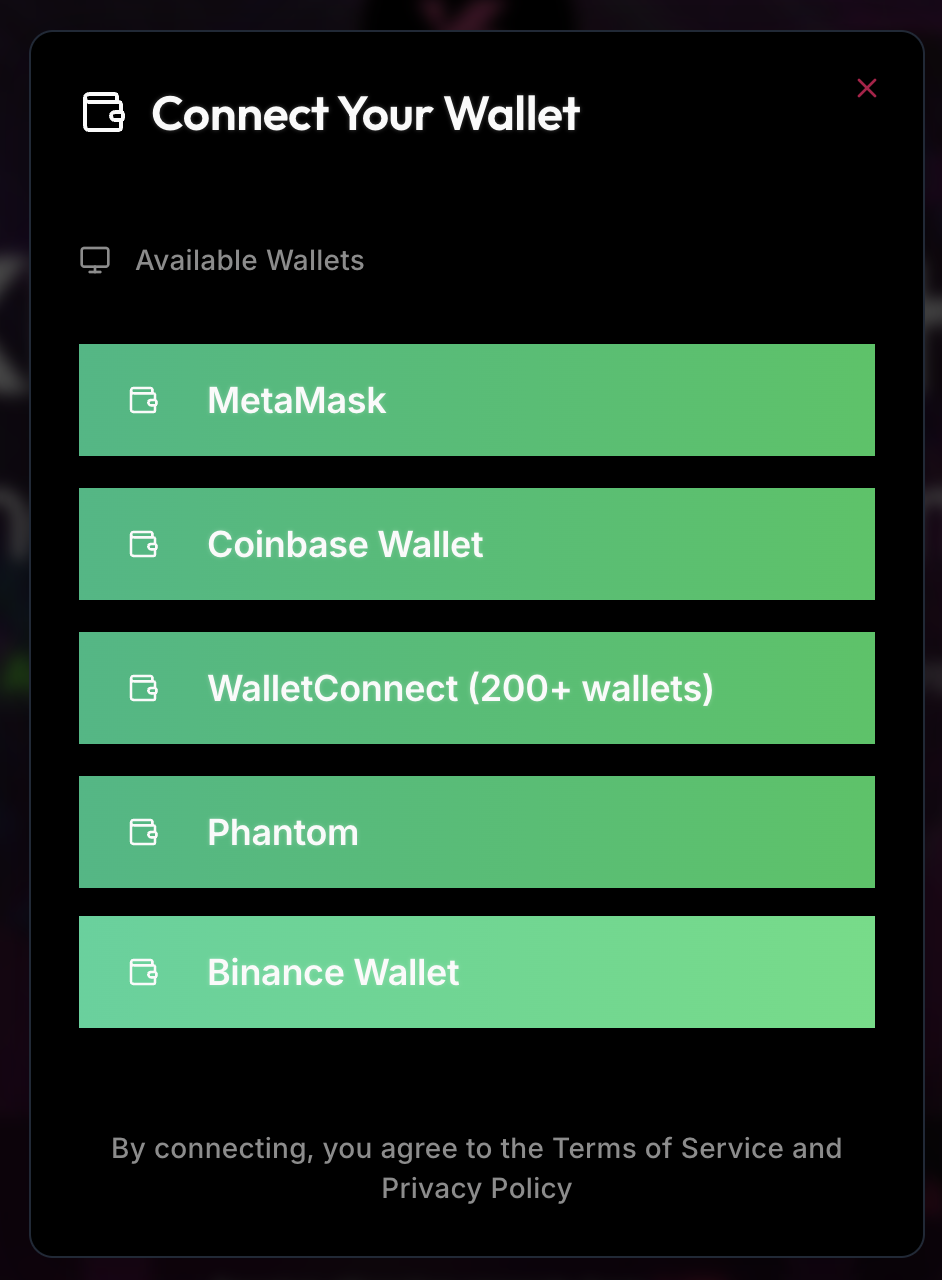 Connect Your Wallet
Available Wallets
MetaMask
Coinbase Wallet
WalletConnect (200+ wallets)
Phantom
Binance Wallet
By connecting, you agree to the Terms of Service and
Privacy Policy